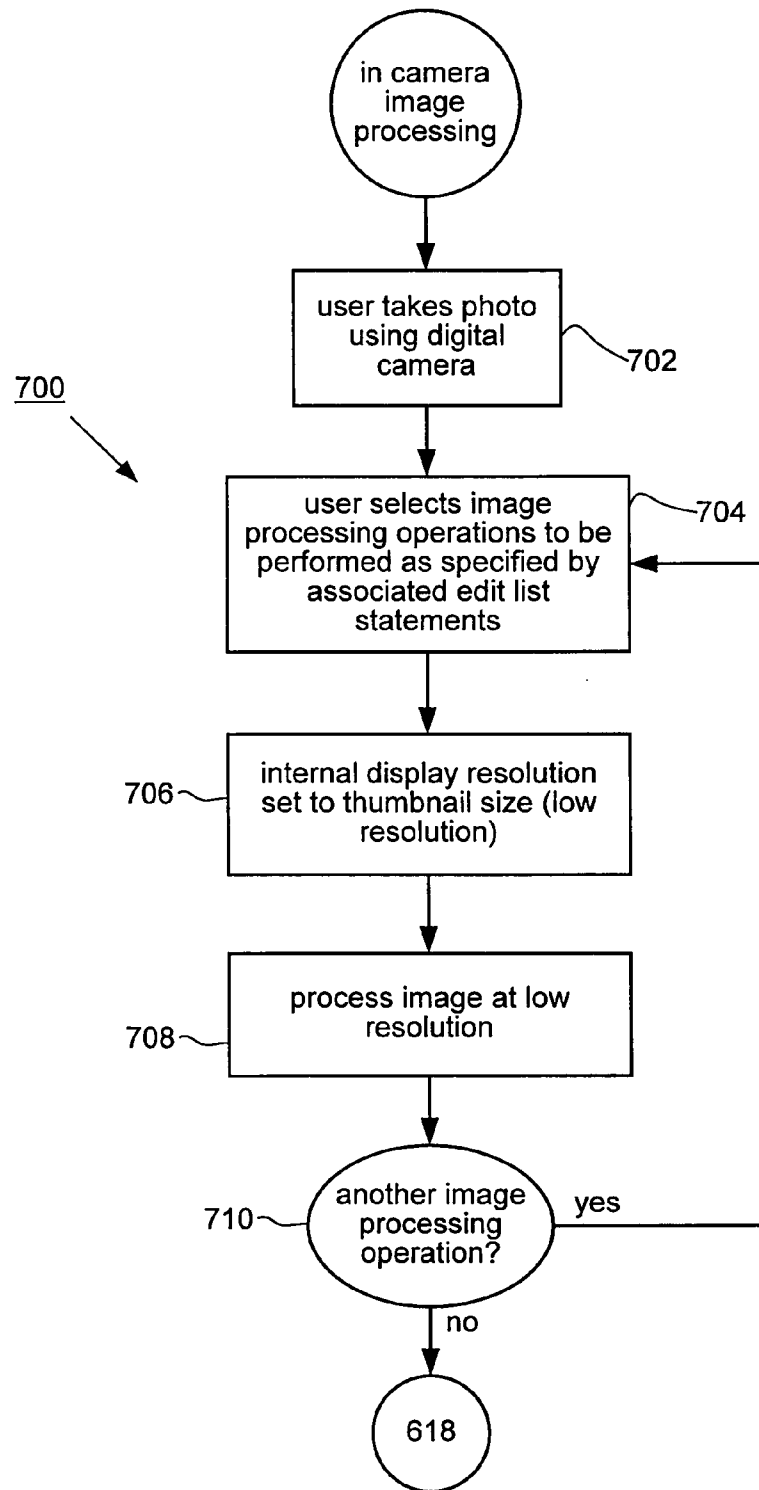 in camera
image
processing
user takes photo
using digital
camera
702
700
user selects image
processing operations to be
performed as specified by
associated edit list
statements
704
706
internal display resolution
set to thumbnail size (low
resolution)
process image at low
resolution
708
710
another image
processing
operation?
yes
no
618